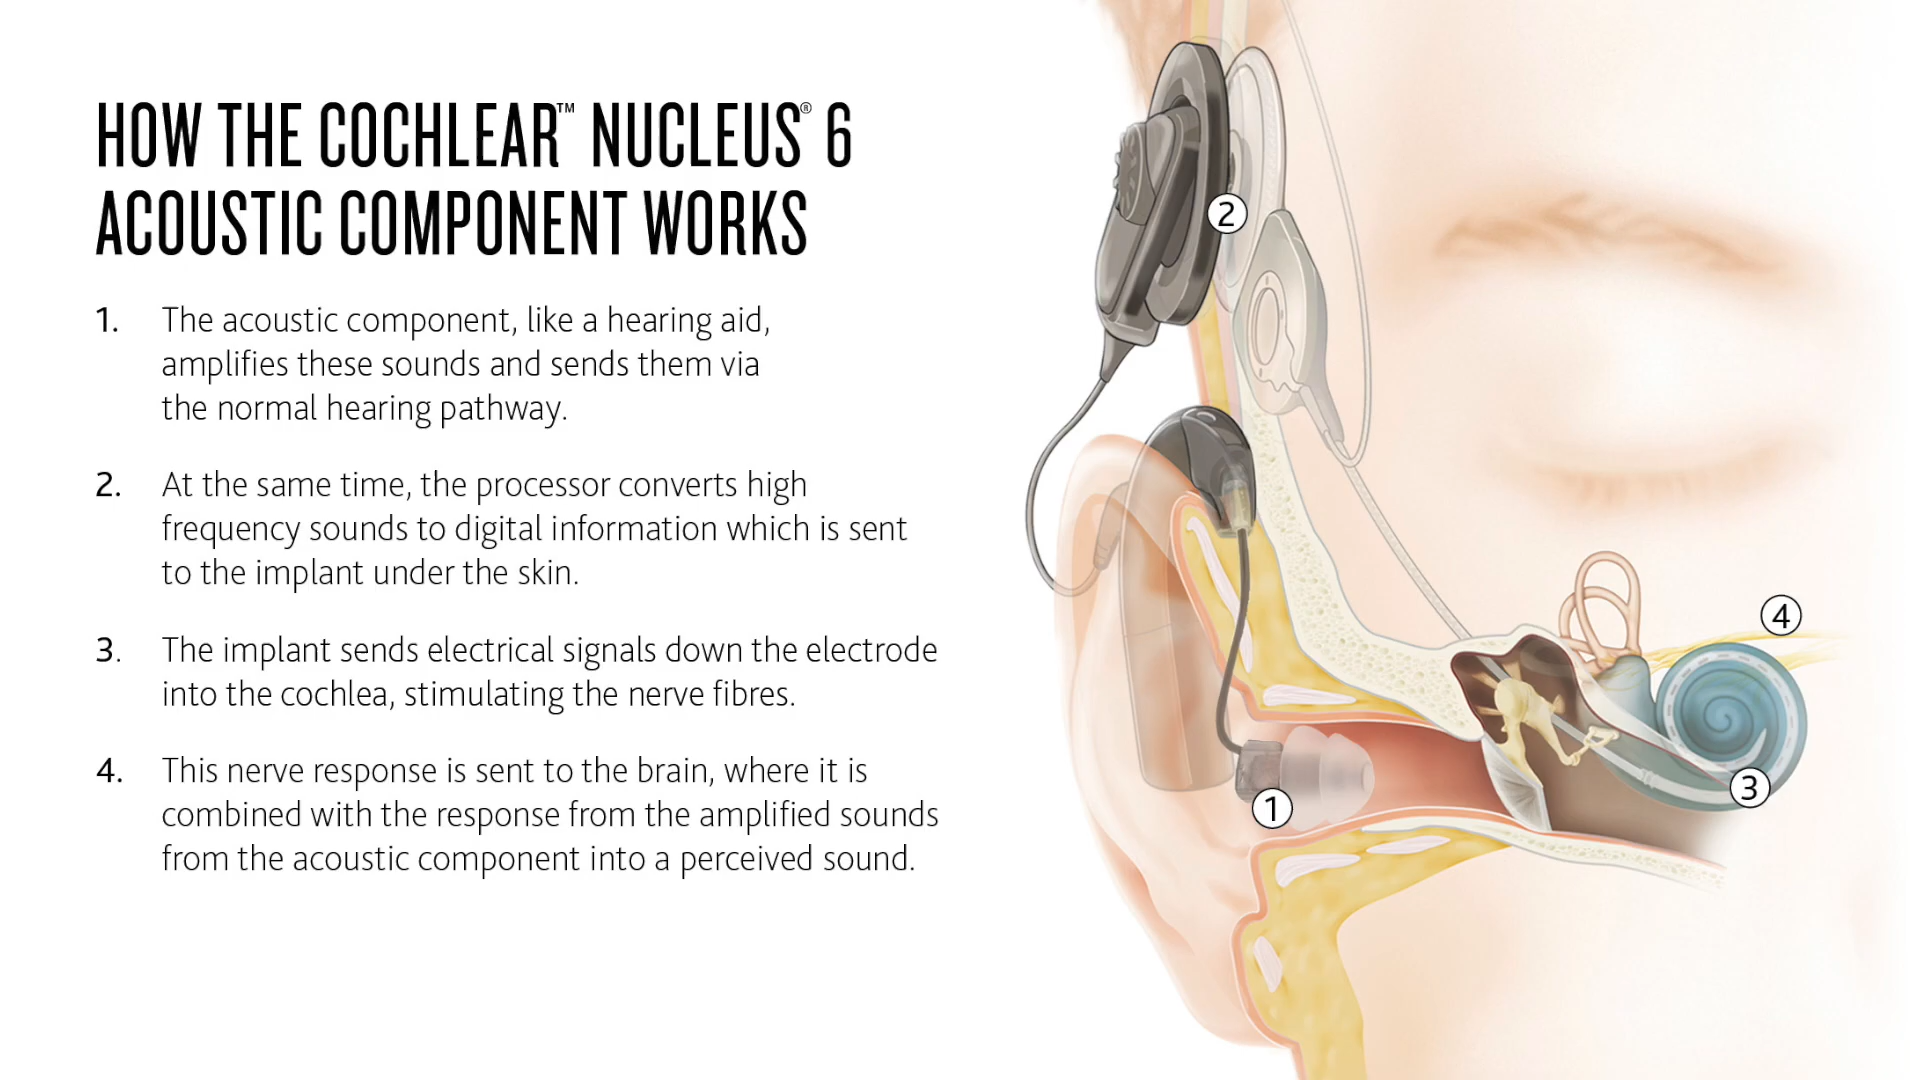 HOW THE COCHLEAR™ NUCLEUS® 6
ACOUSTIC COMPONENT WORKS
1. The acoustic component, like a hearing aid,
amplifies these sounds and sends them via
the normal hearing pathway.
2. At the same time, the processor converts high
frequency sounds to digital information which is sent
to the implant under the skin.
3. The implant sends electrical signals down the electrode
into the cochlea, stimulating the nerve fibres.
4. This nerve response is sent to the brain, where it is
combined with the response from the amplified sounds
from the acoustic component into a perceived sound.
2
4
3
1